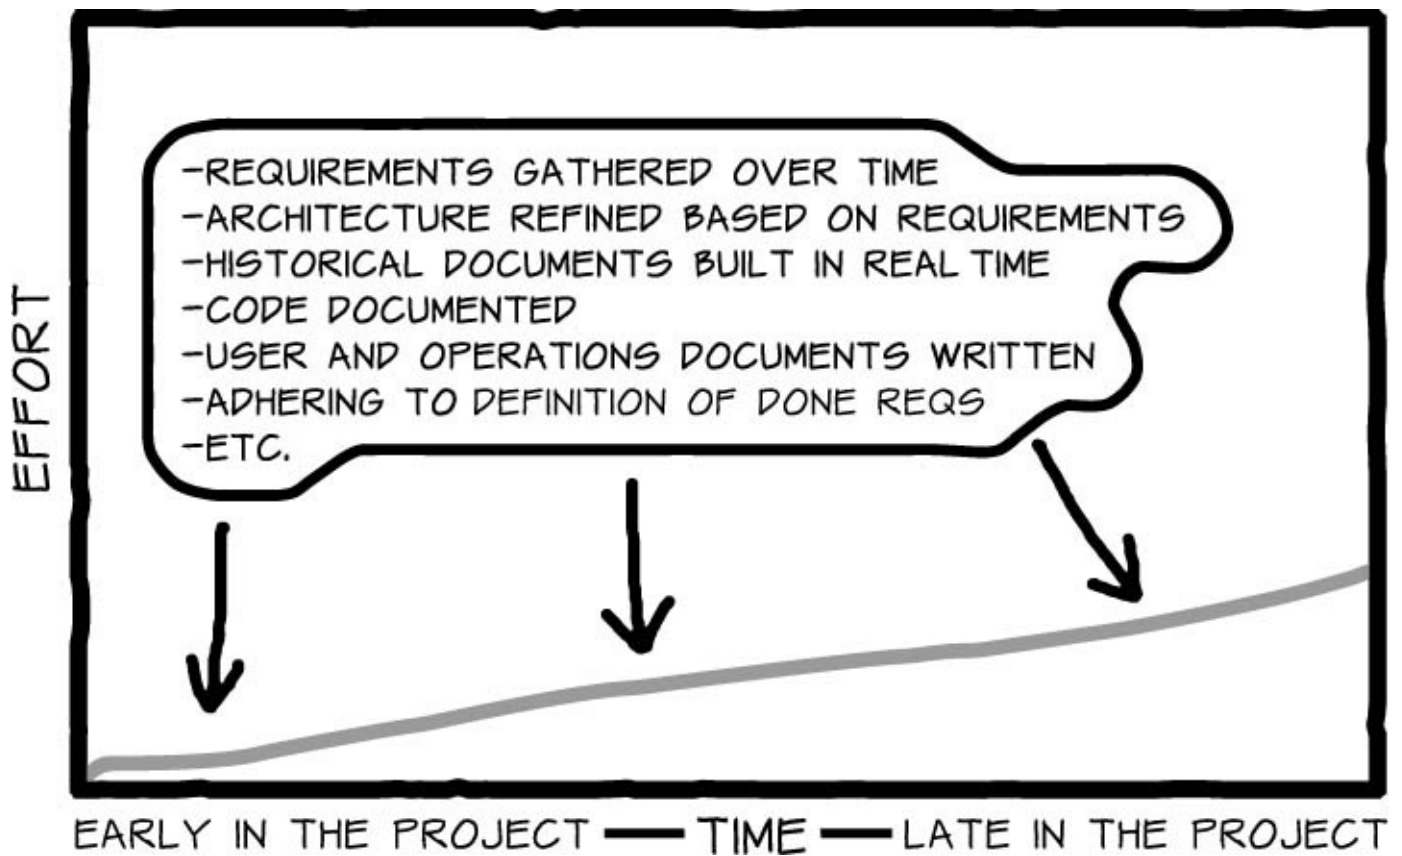 -REQUIREMENTS GATHERED OVER TIME
-ARCHITECTURE REFINED BASED ON REQUIREMENTS
-HISTORICAL DOCUMENTS BUILT IN REAL TIME
-CODE DOCUMENTED
-USER AND OPERATIONS DOCUMENTS WRITTEN
-ADHERING TO DEFINITION OF DONE REQS
-ETC.
EFFORT
EARLY IN THE PROJECT — TIME — LATE IN THE PROJECT